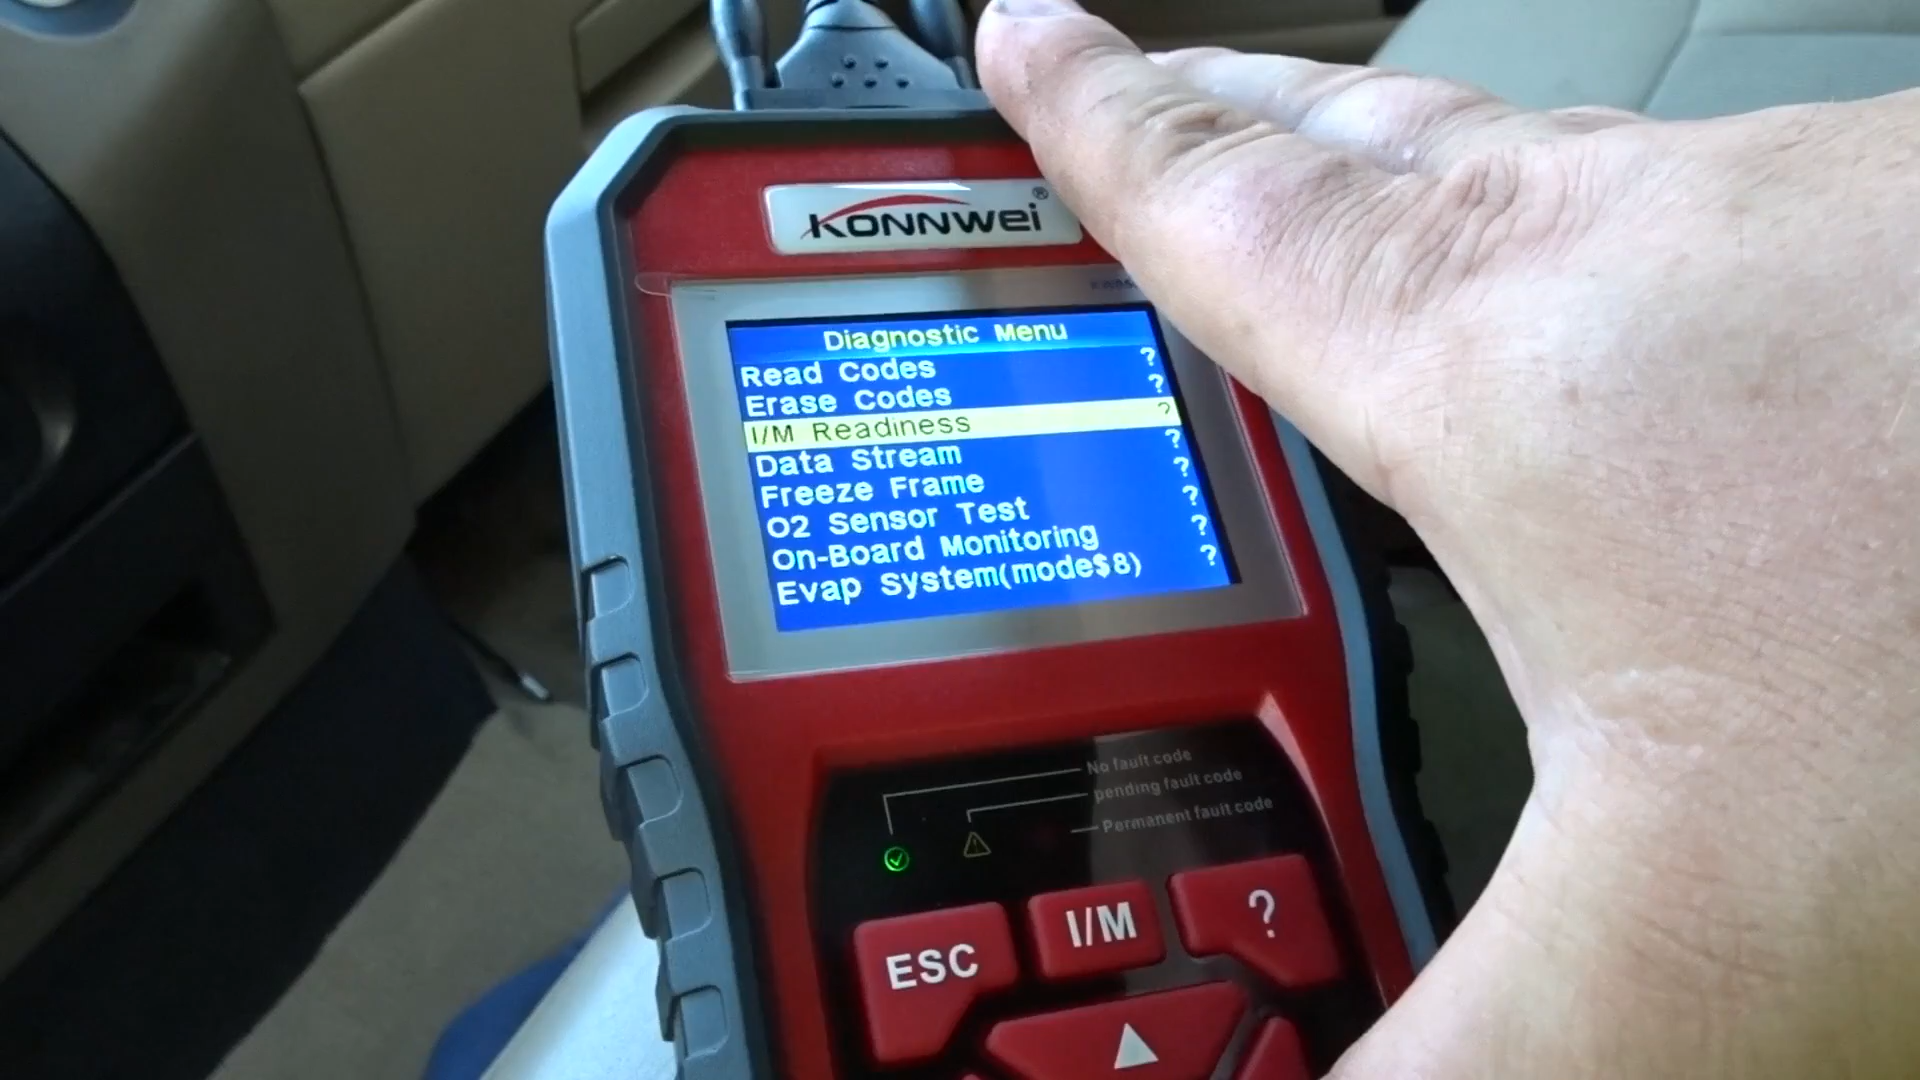 KONNWEI®
Diagnostic Menu
Read Codes ?
Erase Codes ?
I/M Readiness ?
Data Stream ?
Freeze Frame ?
O2 Sensor Test ?
On-Board Monitoring ?
Evap System(mode$8) ?
No fault code
pending fault code
Permanent fault code
ESC
I/M
?